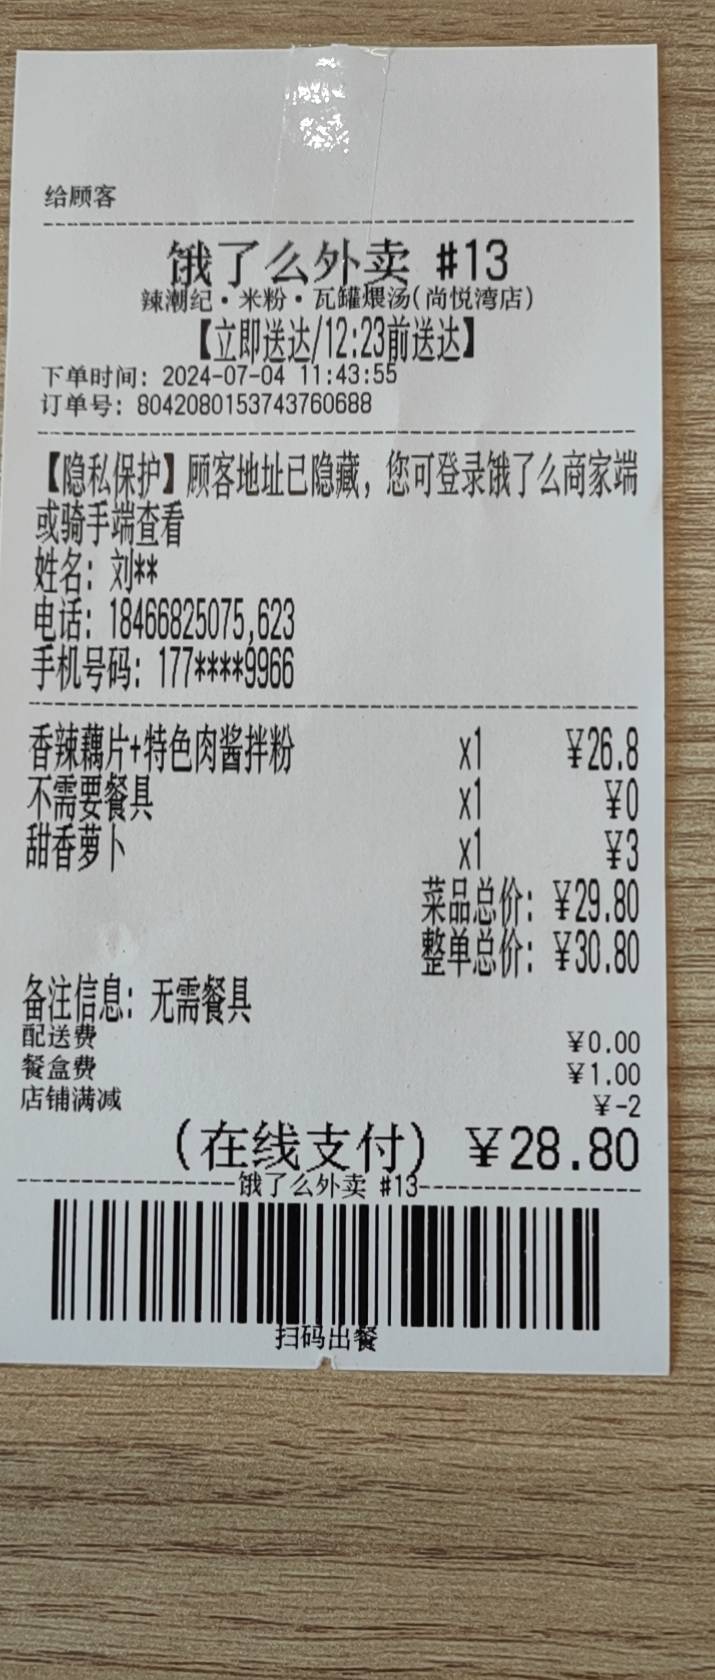 给顾客
饿了么外卖 #13
辣潮纪·米粉·瓦罐煨汤(尚悦湾店)
【立即送达/12:23前送达】
下单时间: 2024-07-04 11:43:55
订单号: 8042080153743760688
【隐私保护】顾客地址已隐藏，您可登录饿了么商家端
或骑手端查看
姓名: 刘**
电话: 18466825075,623
手机号码: 177****9966
香辣藕片+特色肉酱拌粉 x1 ￥26.8
不需要餐具 x1 ￥0
甜香萝卜 x1 ￥3
菜品总价: ￥29.80
整单总价: ￥30.80
备注信息: 无需餐具
配送费 ￥0.00
餐盒费 ￥1.00
店铺满减 ￥-2
(在线支付) ￥28.80
饿了么外卖 #13
扫码出餐